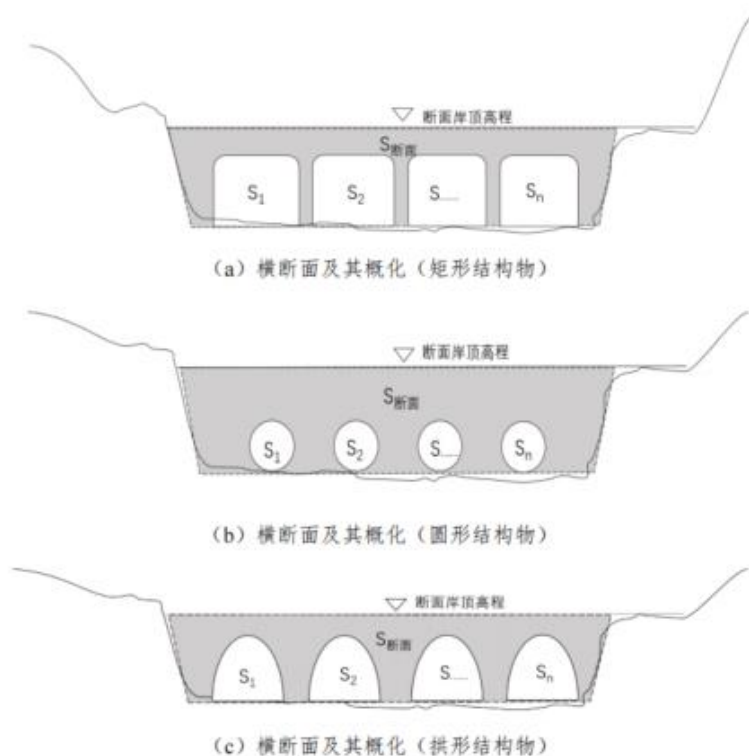 断面岸顶高程
S断面
S1 S2 S...... Sn
(a) 横断面及其概化（矩形结构物）
断面岸顶高程
S断面
S1 S2 S...... Sn
(b) 横断面及其概化（圆形结构物）
断面岸顶高程
S断面
S1 S2 S...... Sn
(c) 横断面及其概化（拱形结构物）